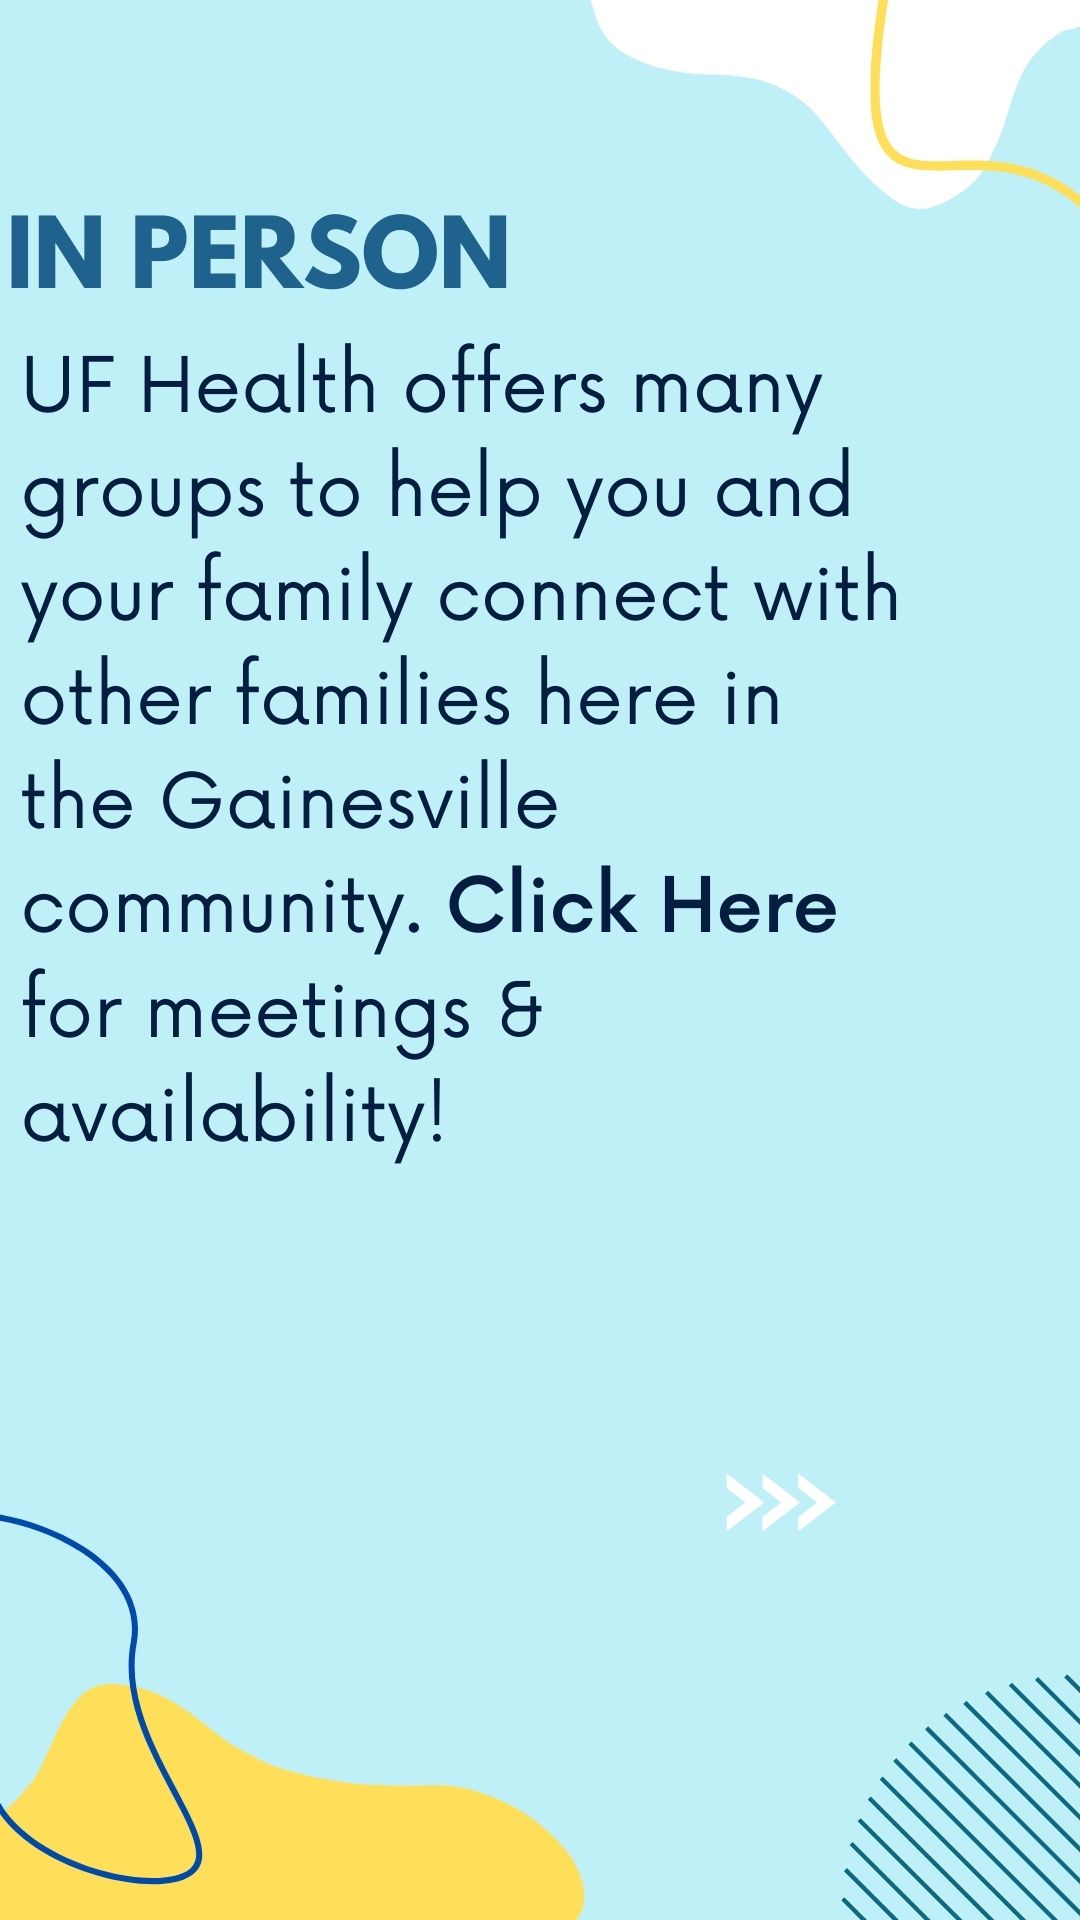 IN PERSON
UF Health offers many
groups to help you and
your family connect with
other families here in
the Gainesville
community. Click Here
for meetings &
availability!